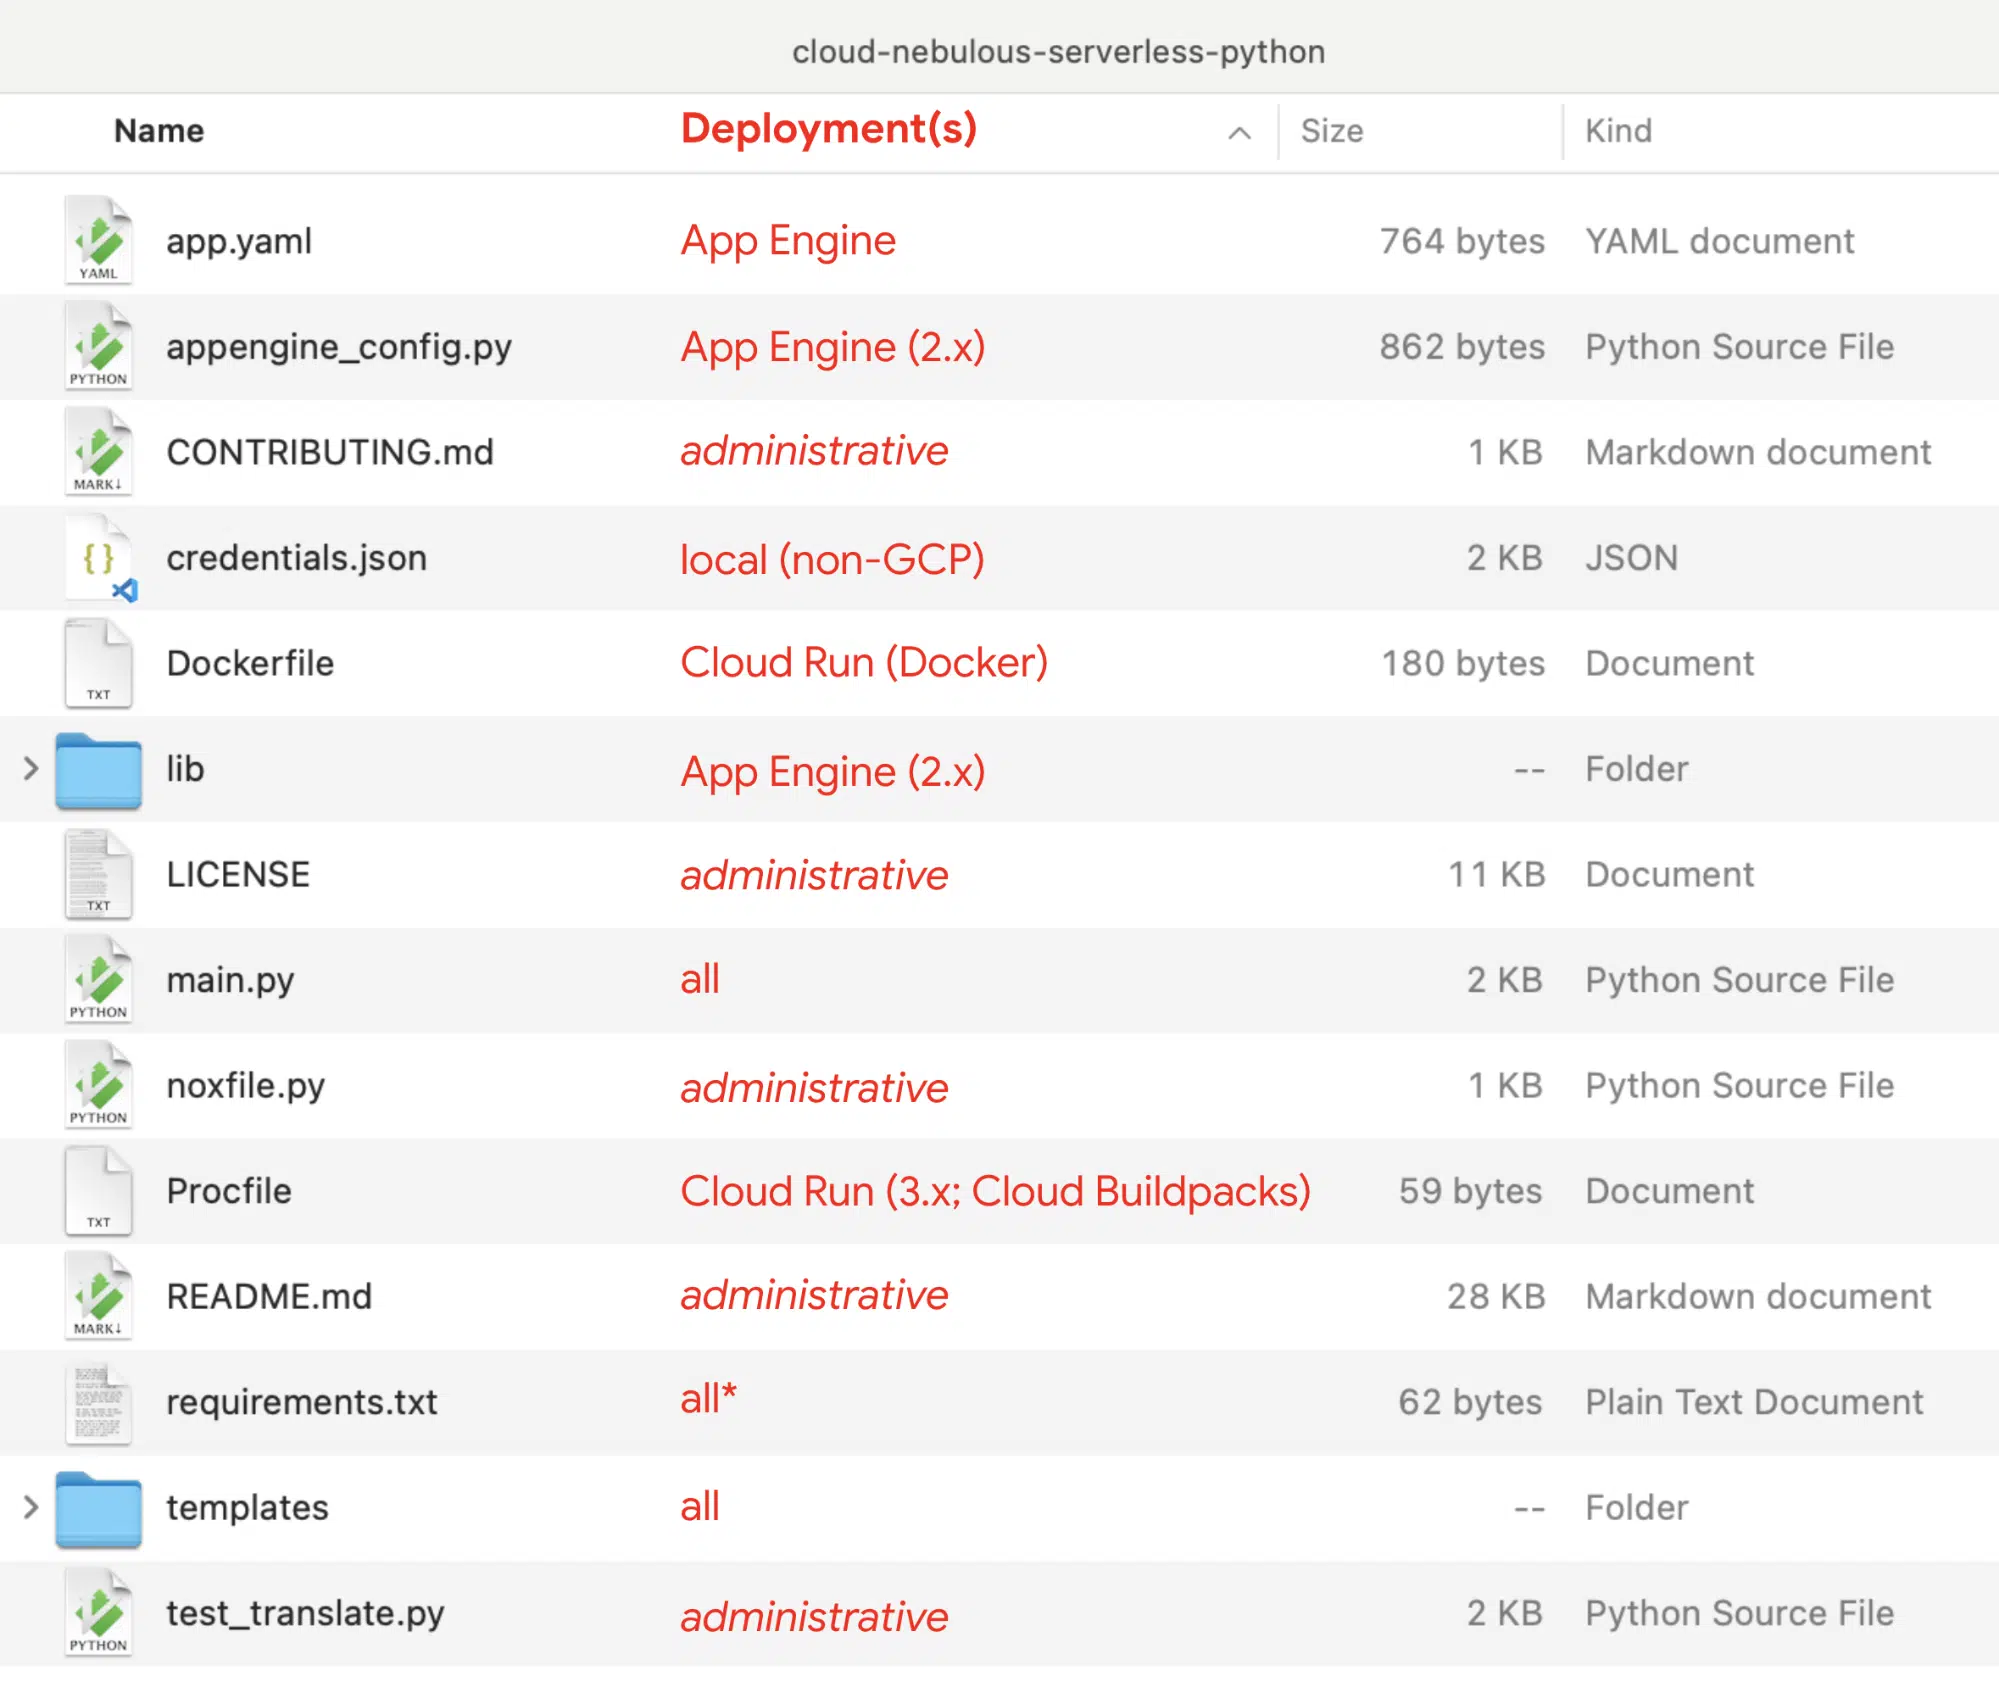 cloud-nebulous-serverless-python
Name Deployment(s) Size Kind
YAML app.yaml App Engine 764 bytes YAML document
PYTHON appengine_config.py App Engine (2.x) 862 bytes Python Source File
MARK↓ CONTRIBUTING.md administrative 1 KB Markdown document
{} credentials.json local (non-GCP) 2 KB JSON
TXT Dockerfile Cloud Run (Docker) 180 bytes Document
lib App Engine (2.x) -- Folder
TXT LICENSE administrative 11 KB Document
PYTHON main.py all 2 KB Python Source File
PYTHON noxfile.py administrative 1 KB Python Source File
TXT Procfile Cloud Run (3.x; Cloud Buildpacks) 59 bytes Document
MARK↓ README.md administrative 28 KB Markdown document
requirements.txt all* 62 bytes Plain Text Document
templates all -- Folder
PYTHON test_translate.py administrative 2 KB Python Source File